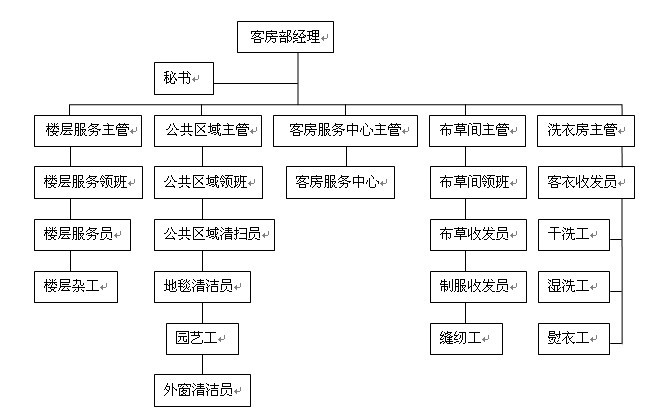 客房部经理
秘书
楼层服务主管
公共区域主管
客房服务中心主管
布草间主管
洗衣房主管
楼层服务领班
公共区域领班
客房服务中心
布草间领班
客衣收发员
楼层服务员
公共区域清扫员
布草收发员
干洗工
楼层杂工
地毯清洁员
制服收发员
湿洗工
园艺工
缝纫工
熨衣工
外窗清洁员